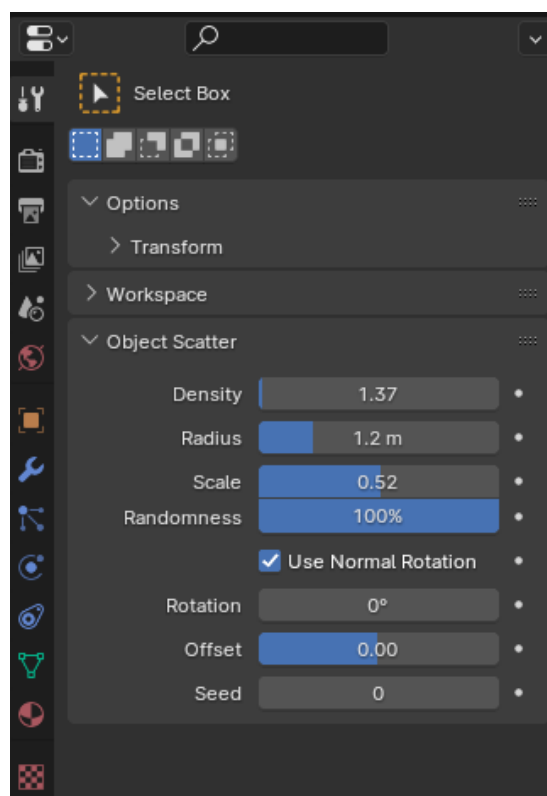 Select Box
Options
Transform
Workspace
Object Scatter
Density 1.37
Radius 1.2 m
Scale 0.52
Randomness 100%
Use Normal Rotation
Rotation 0°
Offset 0.00
Seed 0